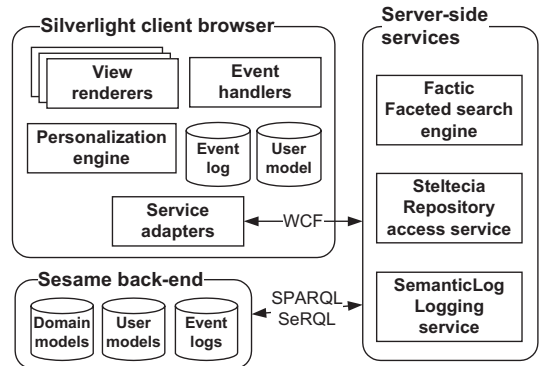 Silverlight client browser
View
renderers
Event
handlers
Personalization
engine
Event
log
User
model
Service
adapters
WCF
Server-side
services
Factic
Faceted search
engine
Steltecia
Repository
access service
SemanticLog
Logging
service
Sesame back-end
Domain
models
User
models
Event
logs
SPARQL
SeRQL